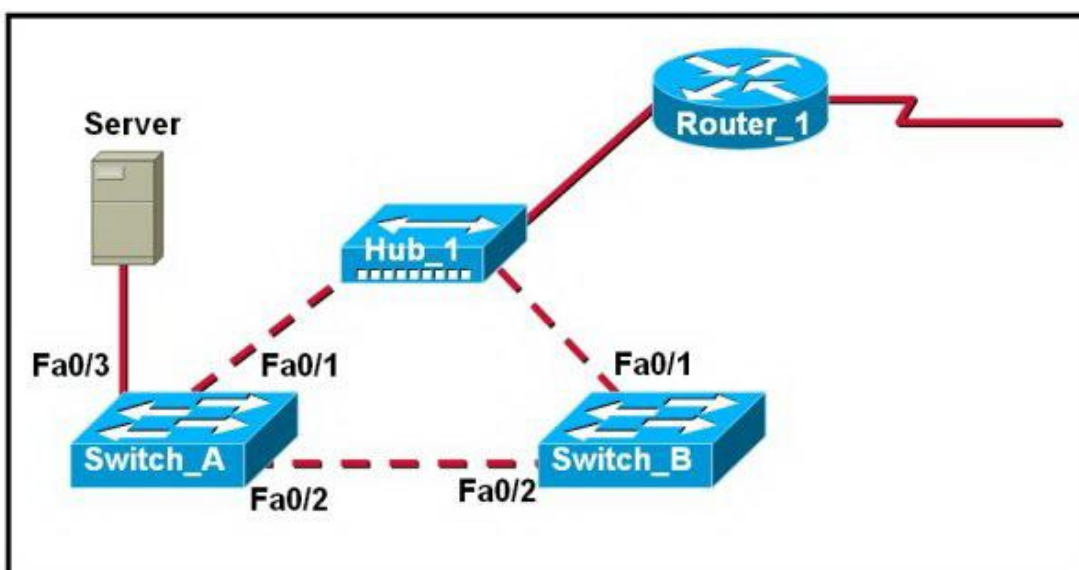 Server
Router_1
Hub_1
Fa0/3
Fa0/1
Fa0/1
Switch_A
Switch_B
Fa0/2
Fa0/2